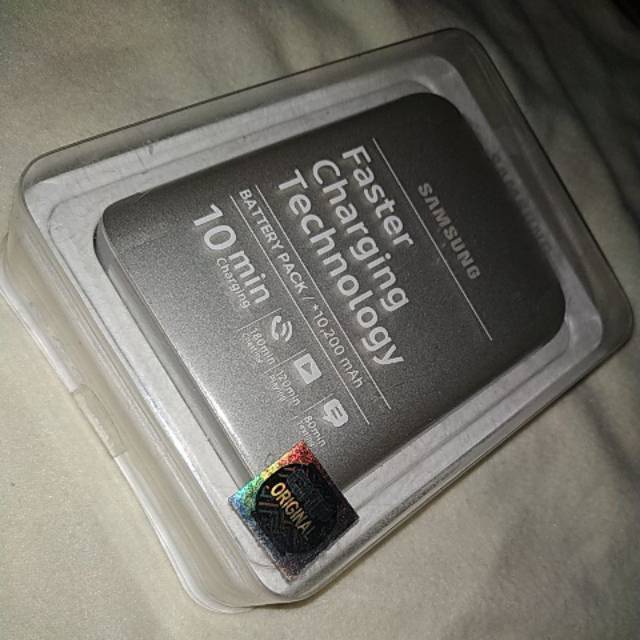 SAMSUNG
Faster
Charging
Technology
BATTERY PACK / *10,200 mAh
10 min
Charging
ORIGINAL